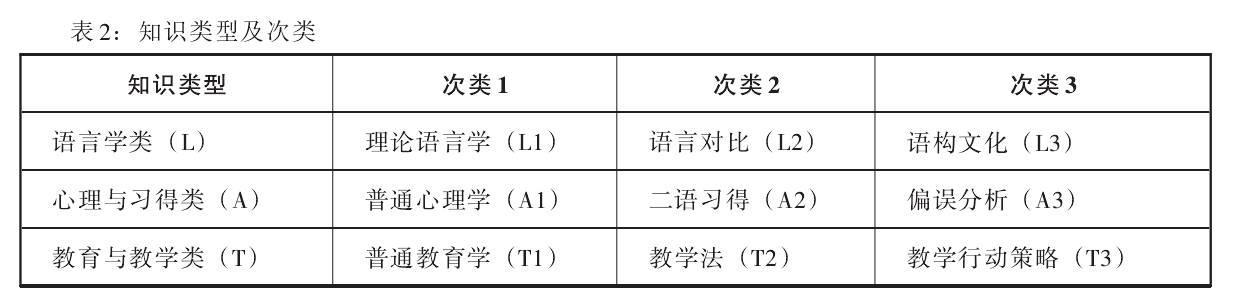 表2：知识类型及次类
知识类型 次类1 次类2 次类3
语言学类（L） 理论语言学（L1） 语言对比（L2） 语构文化（L3）
心理与习得类（A） 普通心理学（A1） 二语习得（A2） 偏误分析（A3）
教育与教学类（T） 普通教育学（T1） 教学法（T2） 教学行动策略（T3）